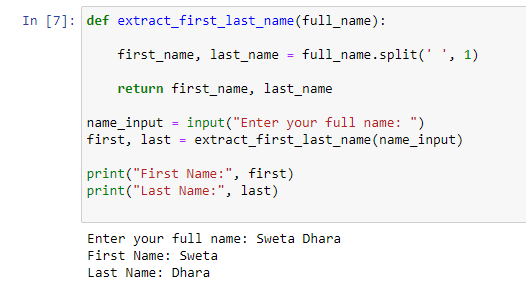 In [7]: def extract_first_last_name(full_name):
first_name, last_name = full_name.split(' ', 1)
return first_name, last_name
name_input = input("Enter your full name: ")
first, last = extract_first_last_name(name_input)
print("First Name:", first)
print("Last Name:", last)
Enter your full name: Sweta Dhara
First Name: Sweta
Last Name: Dhara